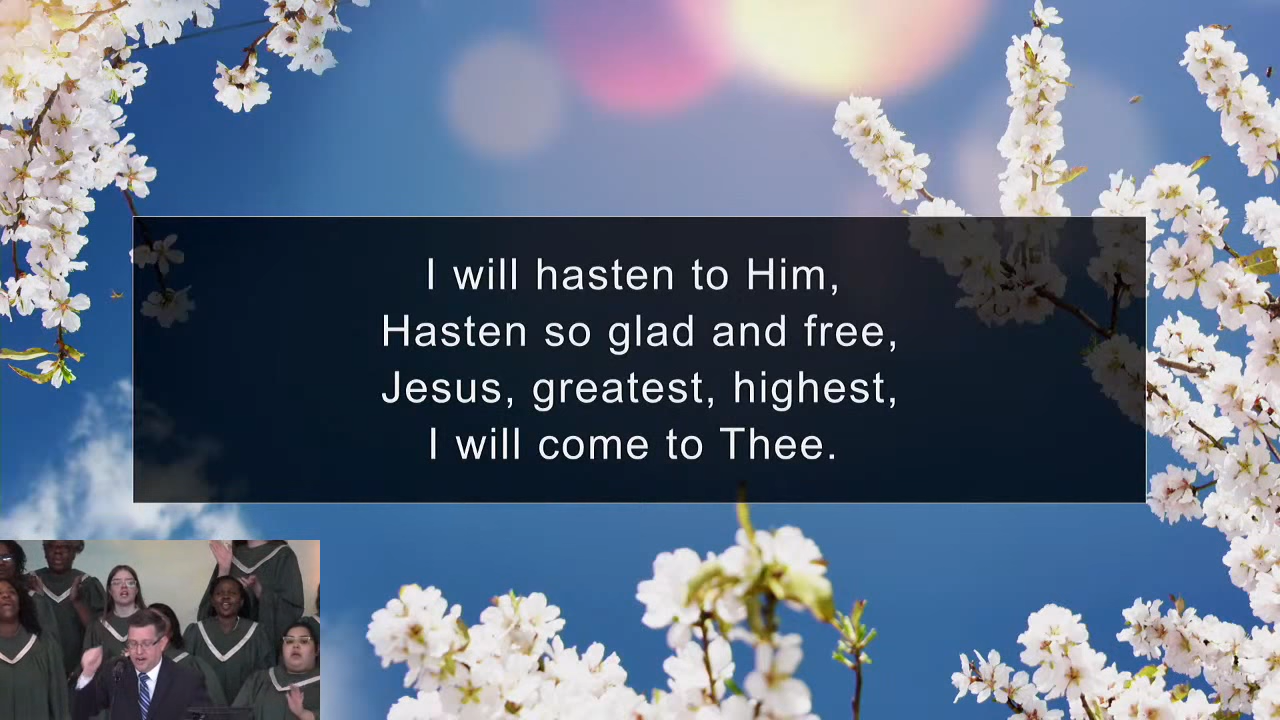 I will hasten to Him,
Hasten so glad and free,
Jesus, greatest, highest,
I will come to Thee.